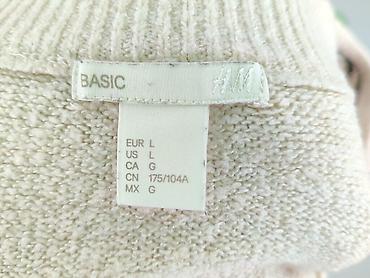 BASIC H&M
EUR L
US L
CA G
CN 175/104A
MX G